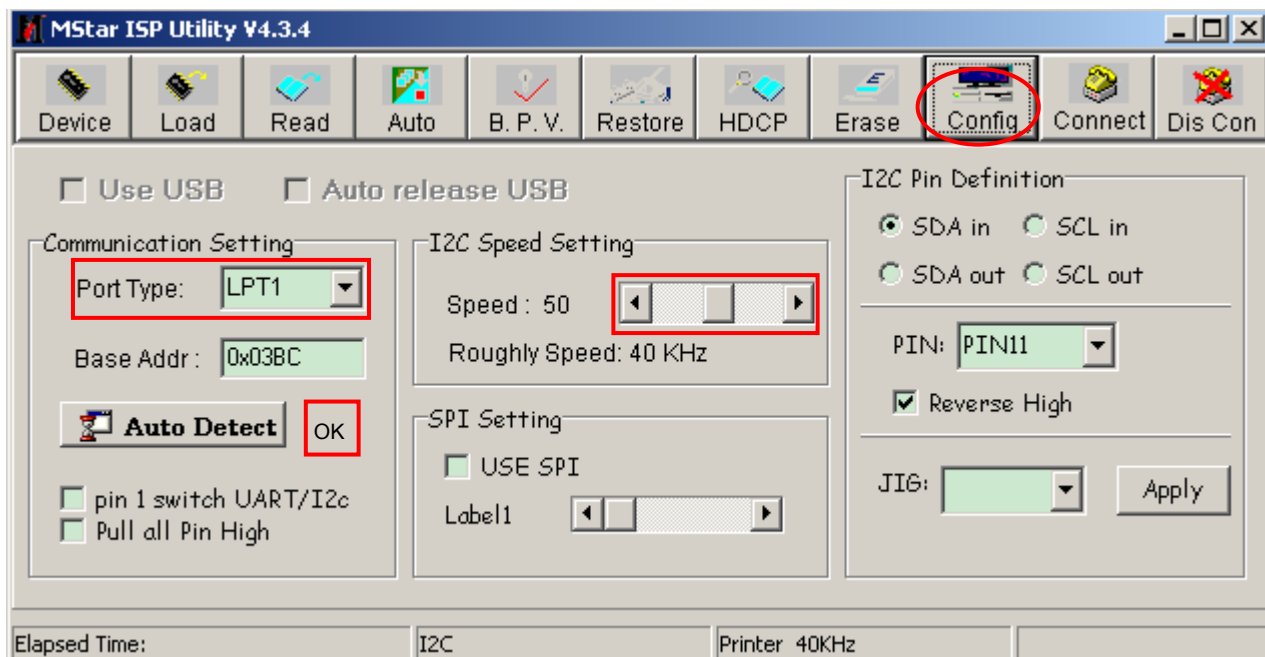 MStar ISP Utility V4.3.4
Device Load Read Auto B. P. V. Restore HDCP Erase Config Connect Dis Con
Use USB Auto release USB
Communication Setting
Port Type: LPT1
Base Addr : 0x03BC
Auto Detect OK
pin 1 switch UART/I2c
Pull all Pin High
I2C Speed Setting
Speed : 50
Roughly Speed: 40 KHz
SPI Setting
USE SPI
Label1
I2C Pin Definition
SDA in SCL in
SDA out SCL out
PIN: PIN11
Reverse High
JIG: Apply
Elapsed Time: I2C Printer 40KHz